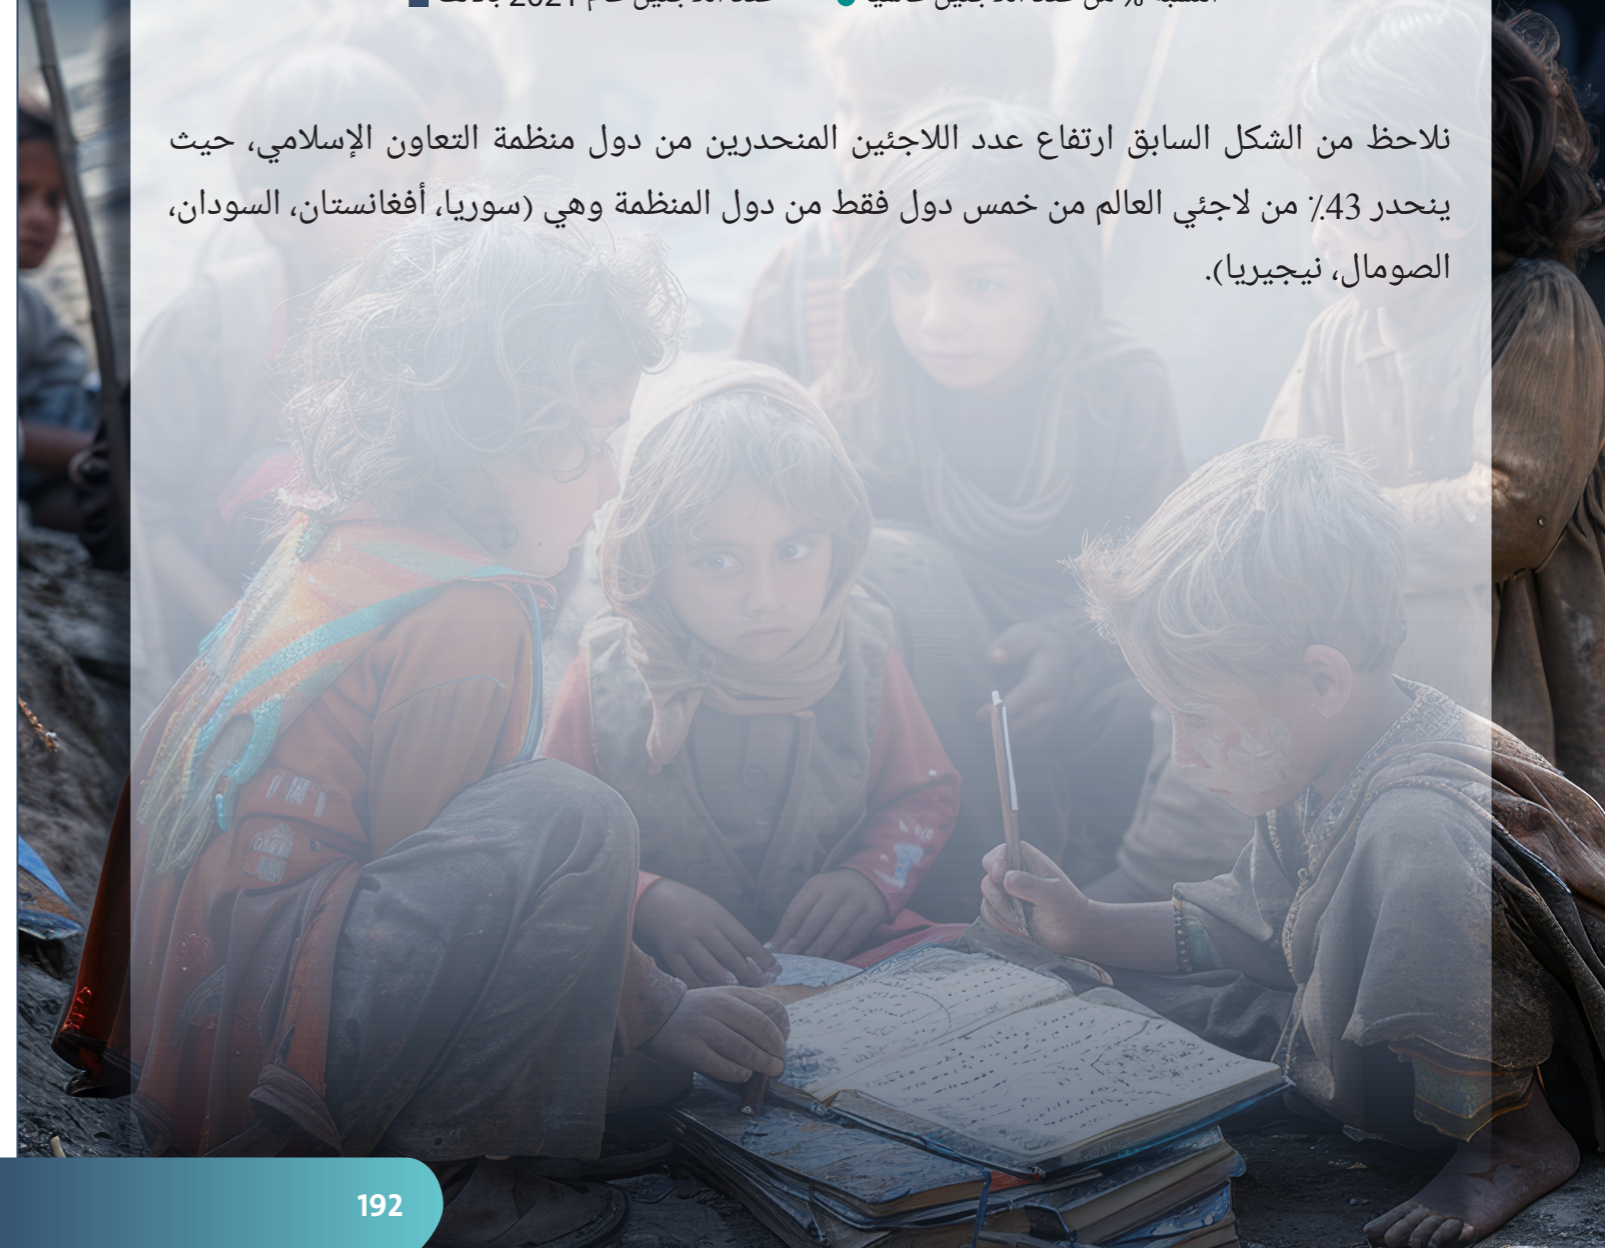 نلاحظ من الشكل السابق ارتفاع عدد اللاجئين المنحدرين من دول منظمة التعاون الإسلامي، حيث
ينحدر 43٪ من لاجئي العالم من خمس دول فقط من دول المنظمة وهي (سوريا، أفغانستان، السودان،
الصومال، نيجيريا).
192